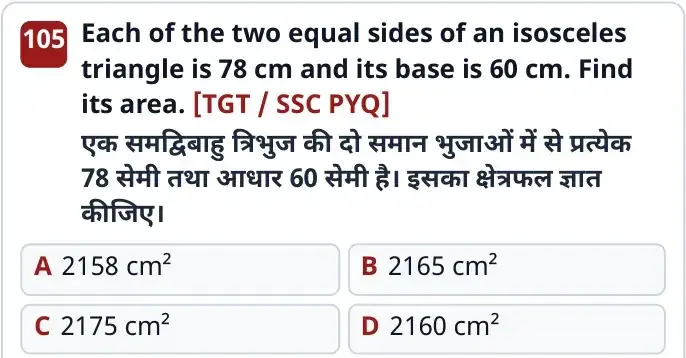 105 Each of the two equal sides of an isosceles
triangle is 78 cm and its base is 60 cm. Find
its area. [TGT / SSC PYQ]
एक समद्विबाहु त्रिभुज की दो समान भुजाओं में से प्रत्येक
78 सेमी तथा आधार 60 सेमी है। इसका क्षेत्रफल ज्ञात
कीजिए।
A 2158 cm² B 2165 cm²
C 2175 cm² D 2160 cm²